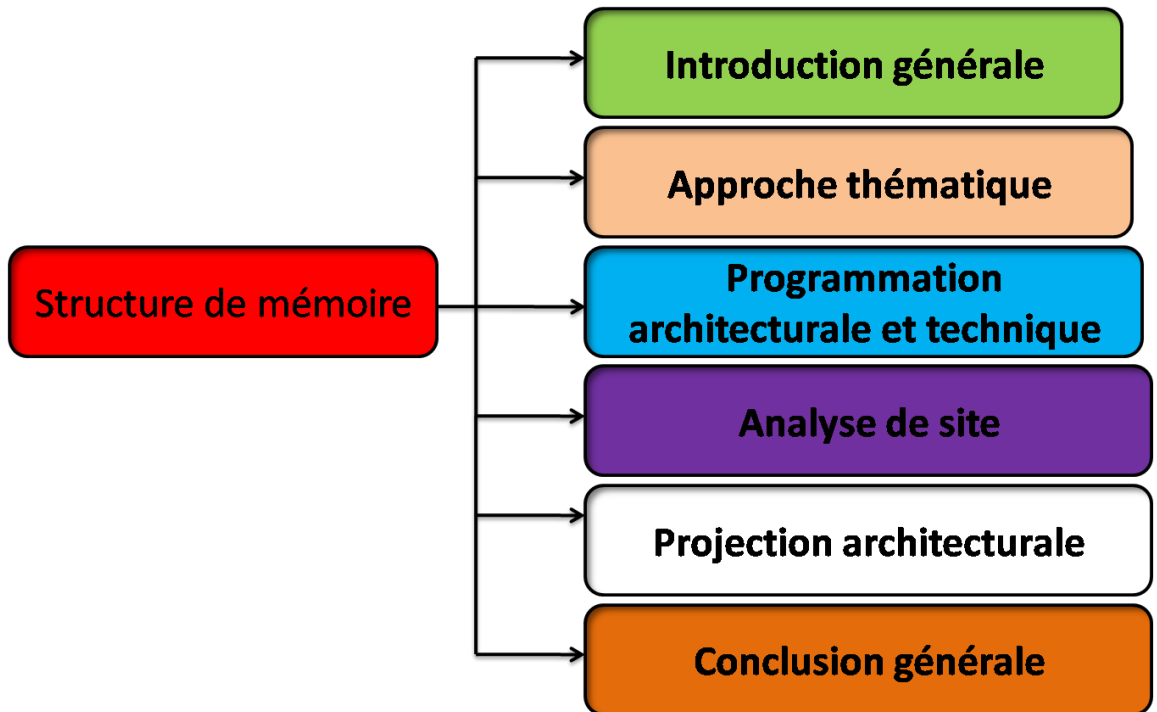 Introduction générale
Approche thématique
Programmation
architecturale et technique
Structure de mémoire
Analyse de site
Projection architecturale
Conclusion générale